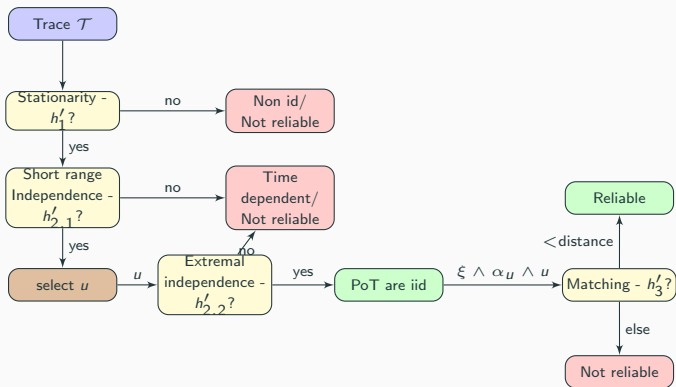 Trace 𝒯
Stationarity -
h′₁?
no
Non id/
Not reliable
yes
Short range
Independence -
h′₂,₁?
no
Time
dependent/
Not reliable
yes
no
select u
u
Extremal
independence -
h′₂,₂?
yes
PoT are iid
ξ ∧ αᵤ ∧ u
Matching - h′₃?
<distance
Reliable
else
Not reliable